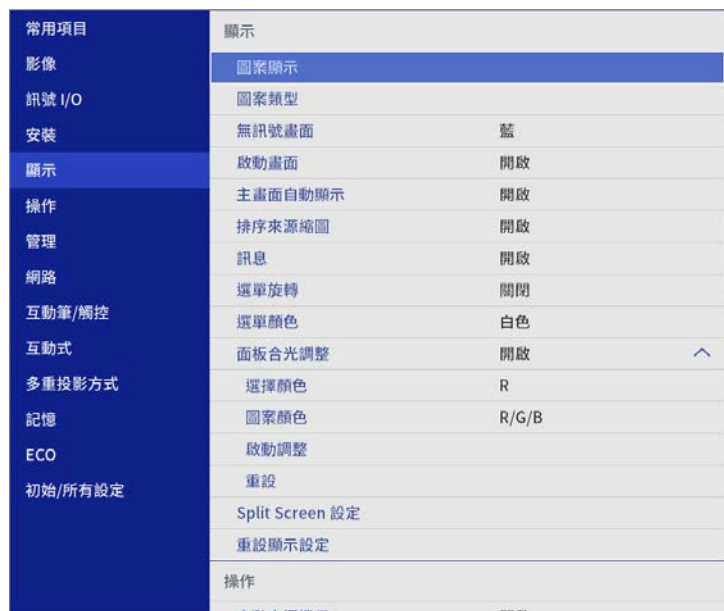 常用項目
影像
訊號 I/O
安裝
顯示
操作
管理
網路
互動筆/觸控
互動式
多重投影方式
記憶
ECO
初始/所有設定
顯示
圖案顯示
圖案類型
無訊號畫面 藍
啟動畫面 開啟
主畫面自動顯示 開啟
排序來源縮圖 開啟
訊息 開啟
選單旋轉 關閉
選單顏色 白色
面板合光調整 開啟
選擇顏色 R
圖案顏色 R/G/B
啟動調整
重設
Split Screen 設定
重設顯示設定
操作